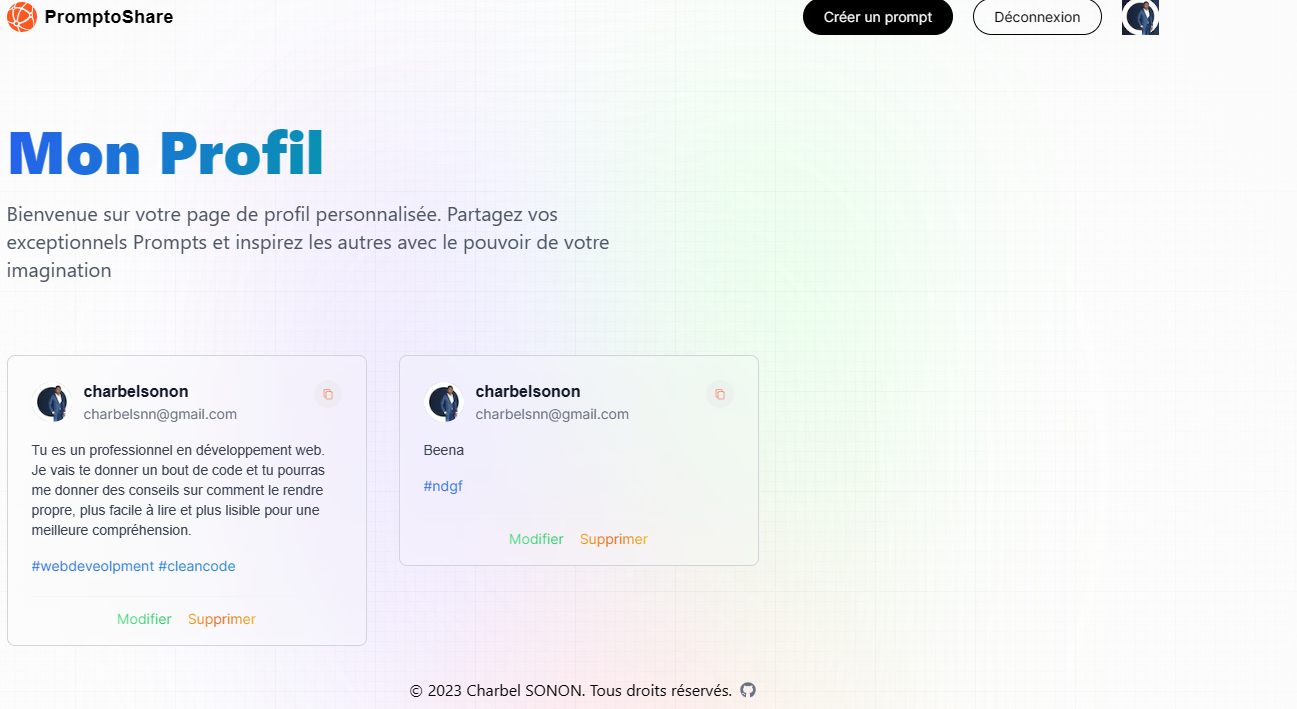 PromptoShare
Créer un prompt
Déconnexion
Mon Profil
Bienvenue sur votre page de profil personnalisée. Partagez vos
exceptionnels Prompts et inspirez les autres avec le pouvoir de votre
imagination
charbelsonon
charbelsnn@gmail.com
Tu es un professionnel en développement web.
Je vais te donner un bout de code et tu pourras
me donner des conseils sur comment le rendre
propre, plus facile à lire et plus lisible pour une
meilleure compréhension.
#webdeveolpment #cleancode
Modifier Supprimer
charbelsonon
charbelsnn@gmail.com
Beena
#ndgf
Modifier Supprimer
© 2023 Charbel SONON. Tous droits réservés.